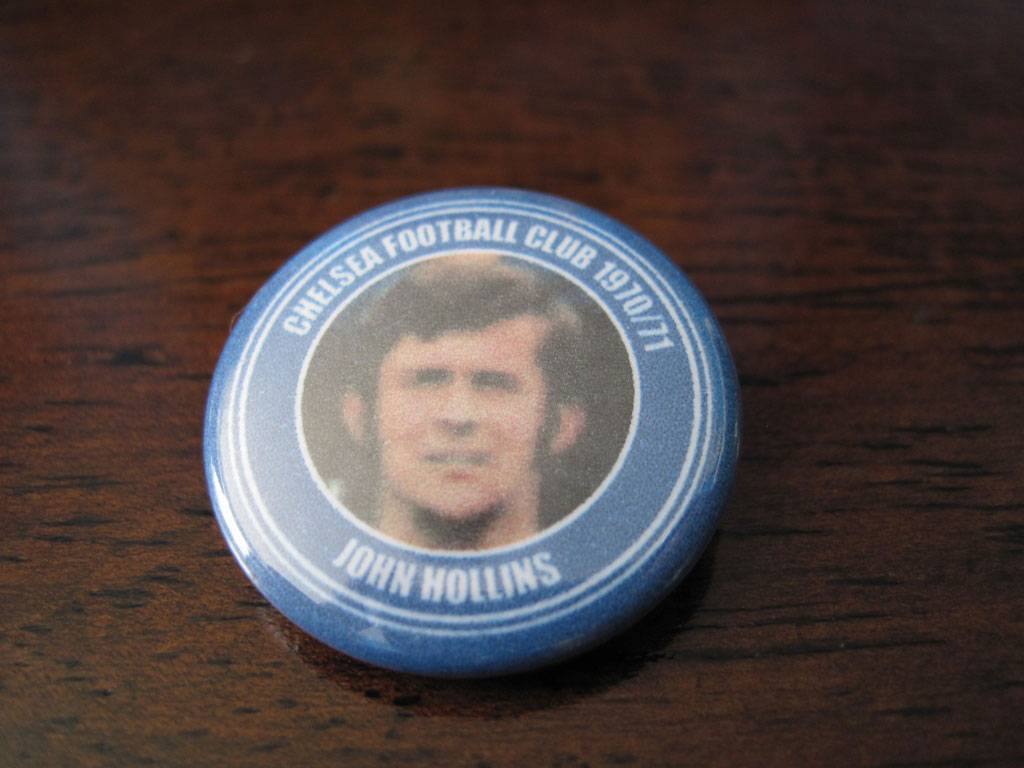 CHELSEA FOOTBALL CLUB 1970/71
JOHN HOLLINS